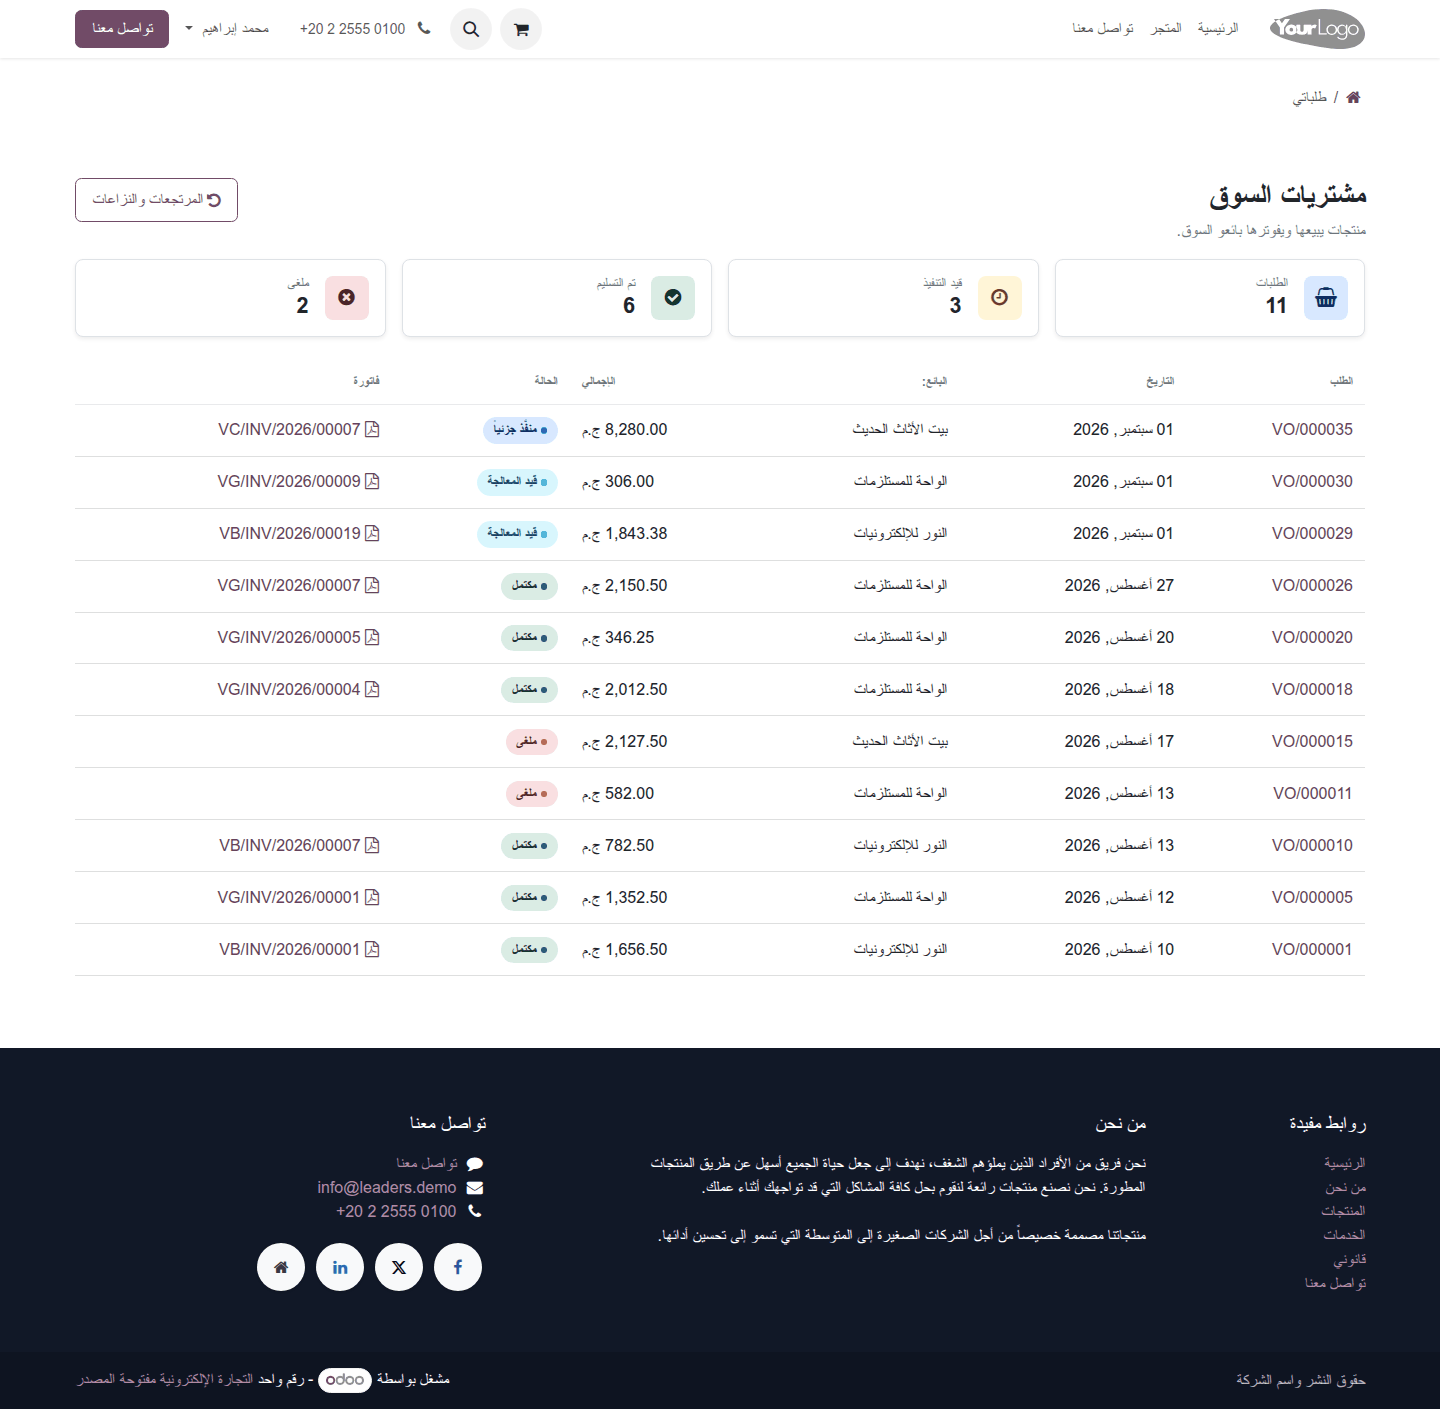 YourLogo
الرئيسية المتجر تواصل معنا
+20 2 2555 0100 محمد إبراهيم تواصل معنا
/ طلباتي
مشتريات السوق
المرتجعات والنزاعات
منتجات يبيعها ويفوترها بائعو السوق.
الطلبات
11
قيد التنفيذ
3
تم التسليم
6
ملغى
2
الطلب التاريخ البائع: الإجمالي الحالة فاتورة
VO/000035 01 سبتمبر, 2026 بيت الأثاث الحديث 8,280.00 ج.م منفَّذ جزئياً VC/INV/2026/00007
VO/000030 01 سبتمبر, 2026 الواحة للمستلزمات 306.00 ج.م قيد المعالجة VG/INV/2026/00009
VO/000029 01 سبتمبر, 2026 النور للإلكترونيات 1,843.38 ج.م قيد المعالجة VB/INV/2026/00019
VO/000026 27 أغسطس, 2026 الواحة للمستلزمات 2,150.50 ج.م مكتمل VG/INV/2026/00007
VO/000020 20 أغسطس, 2026 الواحة للمستلزمات 346.25 ج.م مكتمل VG/INV/2026/00005
VO/000018 18 أغسطس, 2026 الواحة للمستلزمات 2,012.50 ج.م مكتمل VG/INV/2026/00004
VO/000015 17 أغسطس, 2026 بيت الأثاث الحديث 2,127.50 ج.م ملغى
VO/000011 13 أغسطس, 2026 الواحة للمستلزمات 582.00 ج.م ملغى
VO/000010 13 أغسطس, 2026 النور للإلكترونيات 782.50 ج.م مكتمل VB/INV/2026/00007
VO/000005 12 أغسطس, 2026 الواحة للمستلزمات 1,352.50 ج.م مكتمل VG/INV/2026/00001
VO/000001 10 أغسطس, 2026 النور للإلكترونيات 1,656.50 ج.م مكتمل VB/INV/2026/00001
روابط مفيدة
الرئيسية
من نحن
المنتجات
الخدمات
قانوني
تواصل معنا
من نحن
نحن فريق من الأفراد الذين يملؤهم الشغف، نهدف إلى جعل حياة الجميع أسهل عن طريق المنتجات
المطورة. نحن نصنع منتجات رائعة لنقوم بحل كافة المشاكل التي قد تواجهك أثناء عملك.
منتجاتنا مصممة خصيصاً من أجل الشركات الصغيرة إلى المتوسطة التي تسمو إلى تحسين أدائها.
تواصل معنا
تواصل معنا
info@leaders.demo
+20 2 2555 0100
حقوق النشر واسم الشركة
مشغل بواسطة odoo - رقم واحد التجارة الإلكترونية مفتوحة المصدر